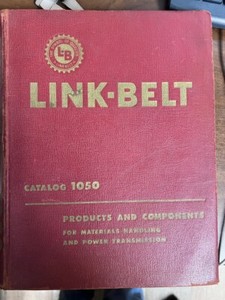 LB
LINK-BELT
CATALOG 1050
PRODUCTS AND COMPONENTS
FOR MATERIALS HANDLING
AND POWER TRANSMISSION